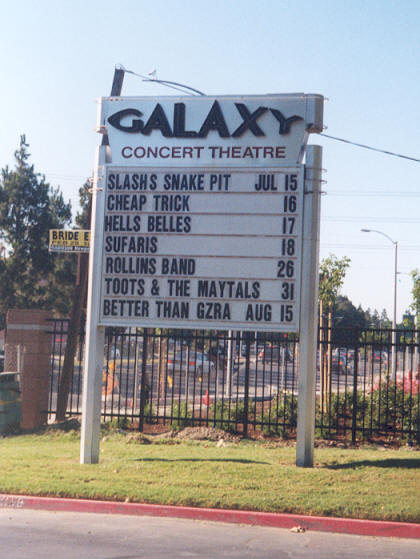 GALAXY
CONCERT THEATRE
SLASHS SNAKE PIT JUL 15
CHEAP TRICK 16
HELLS BELLES 17
SUFARIS 18
ROLLINS BAND 26
TOOTS & THE MAYTALS 31
BETTER THAN GZRA AUG 15
BRIDE E